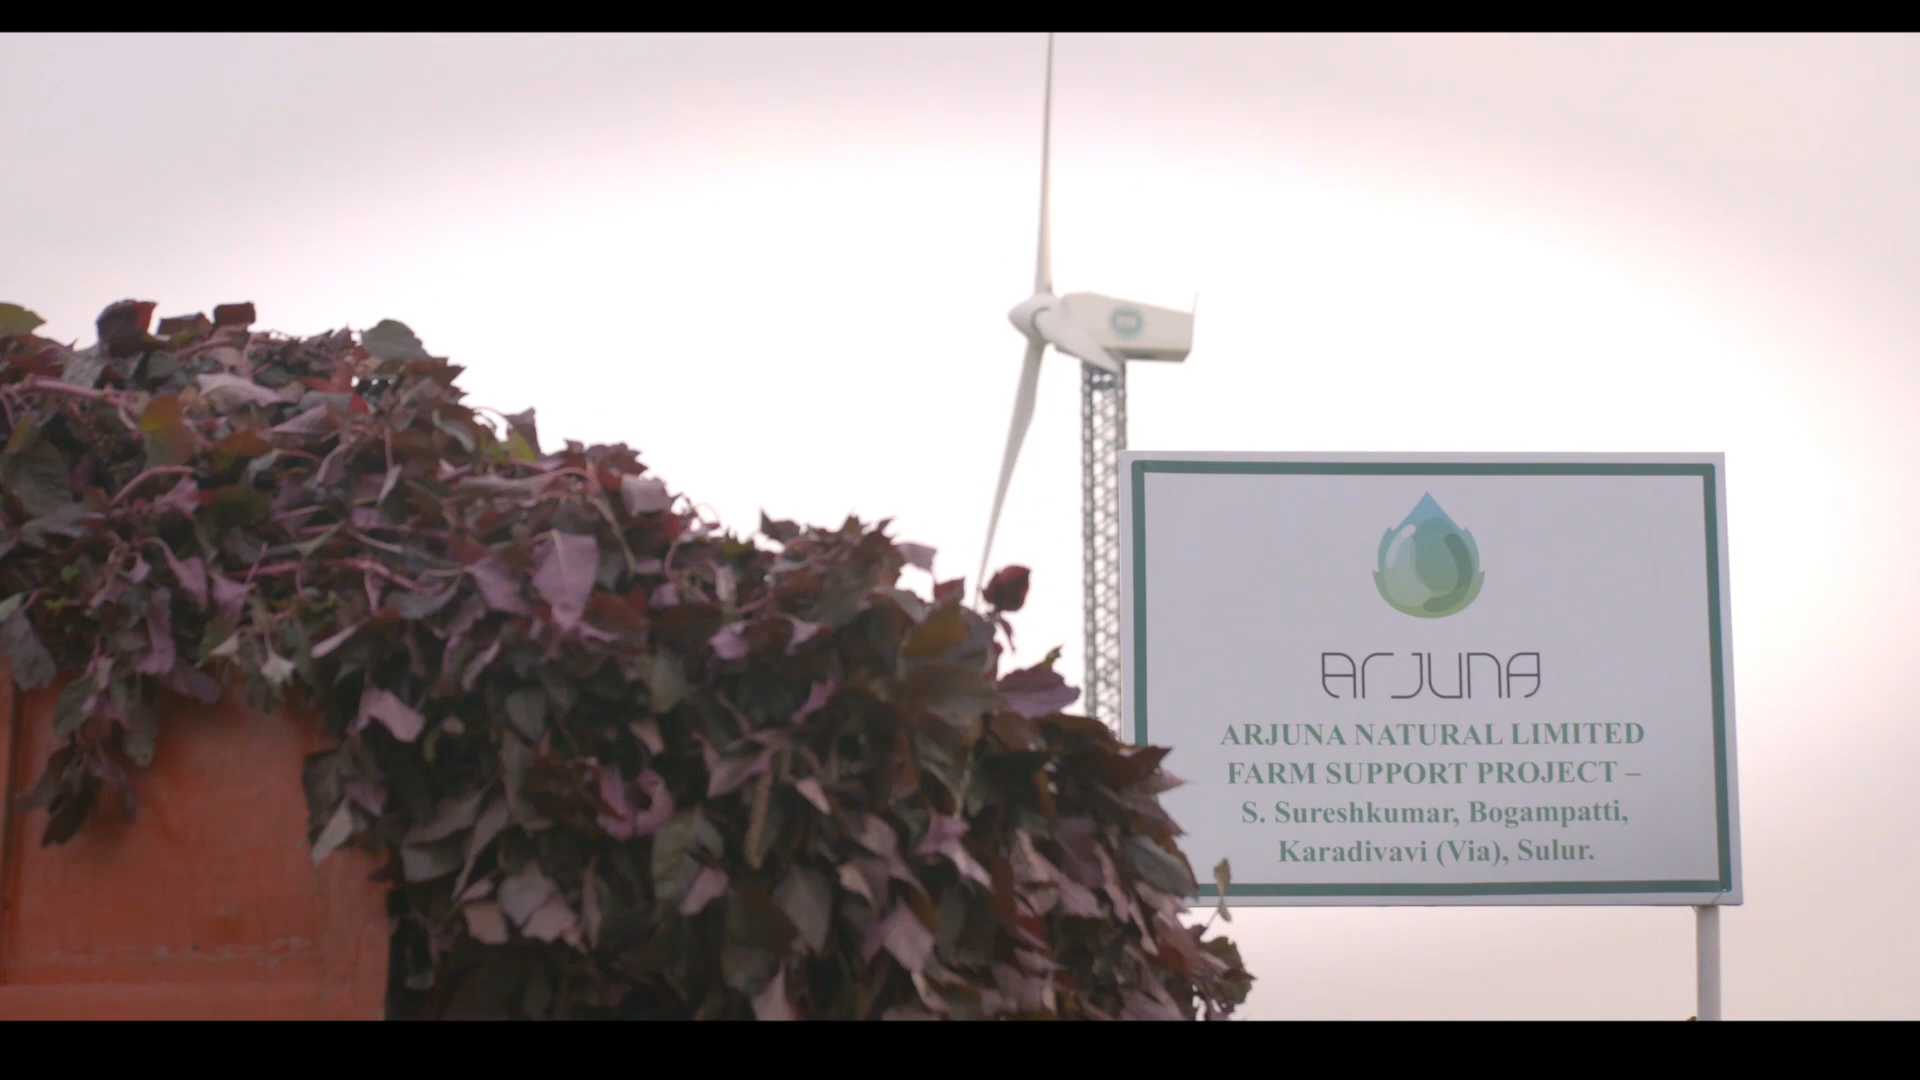 ARJUNA
ARJUNA NATURAL LIMITED
FARM SUPPORT PROJECT –
S. Sureshkumar, Bogampatti,
Karadivavi (Via), Sulur.